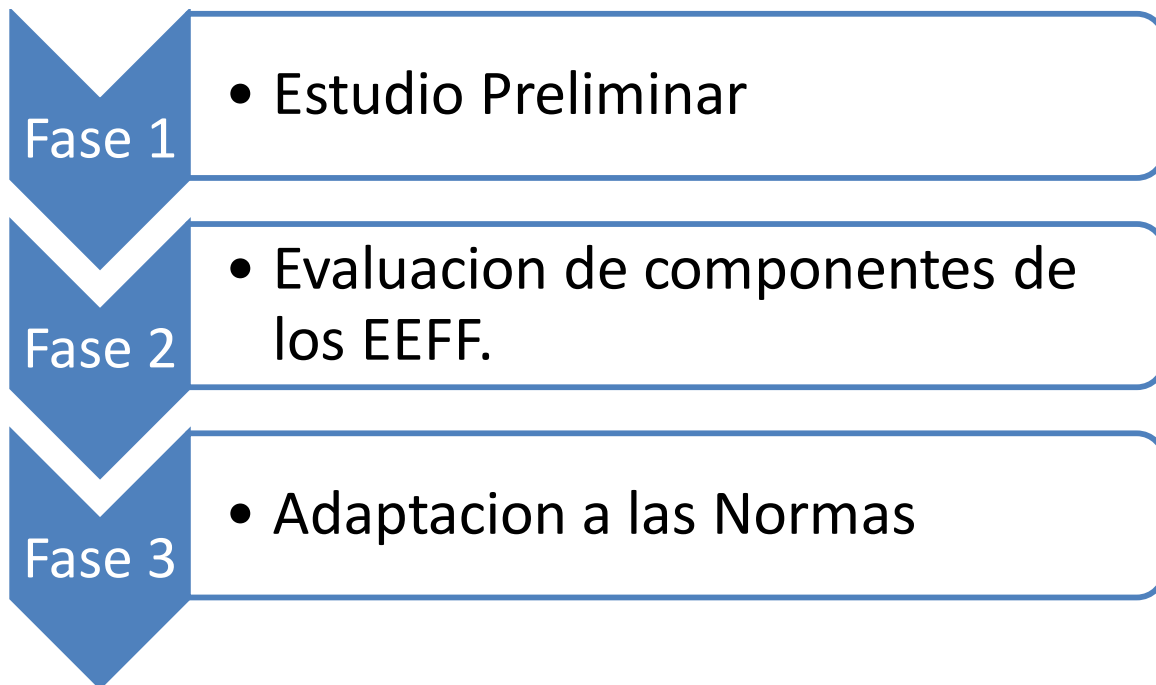 Fase 1
• Estudio Preliminar
Fase 2
• Evaluacion de componentes de
los EEFF.
Fase 3
• Adaptacion a las Normas